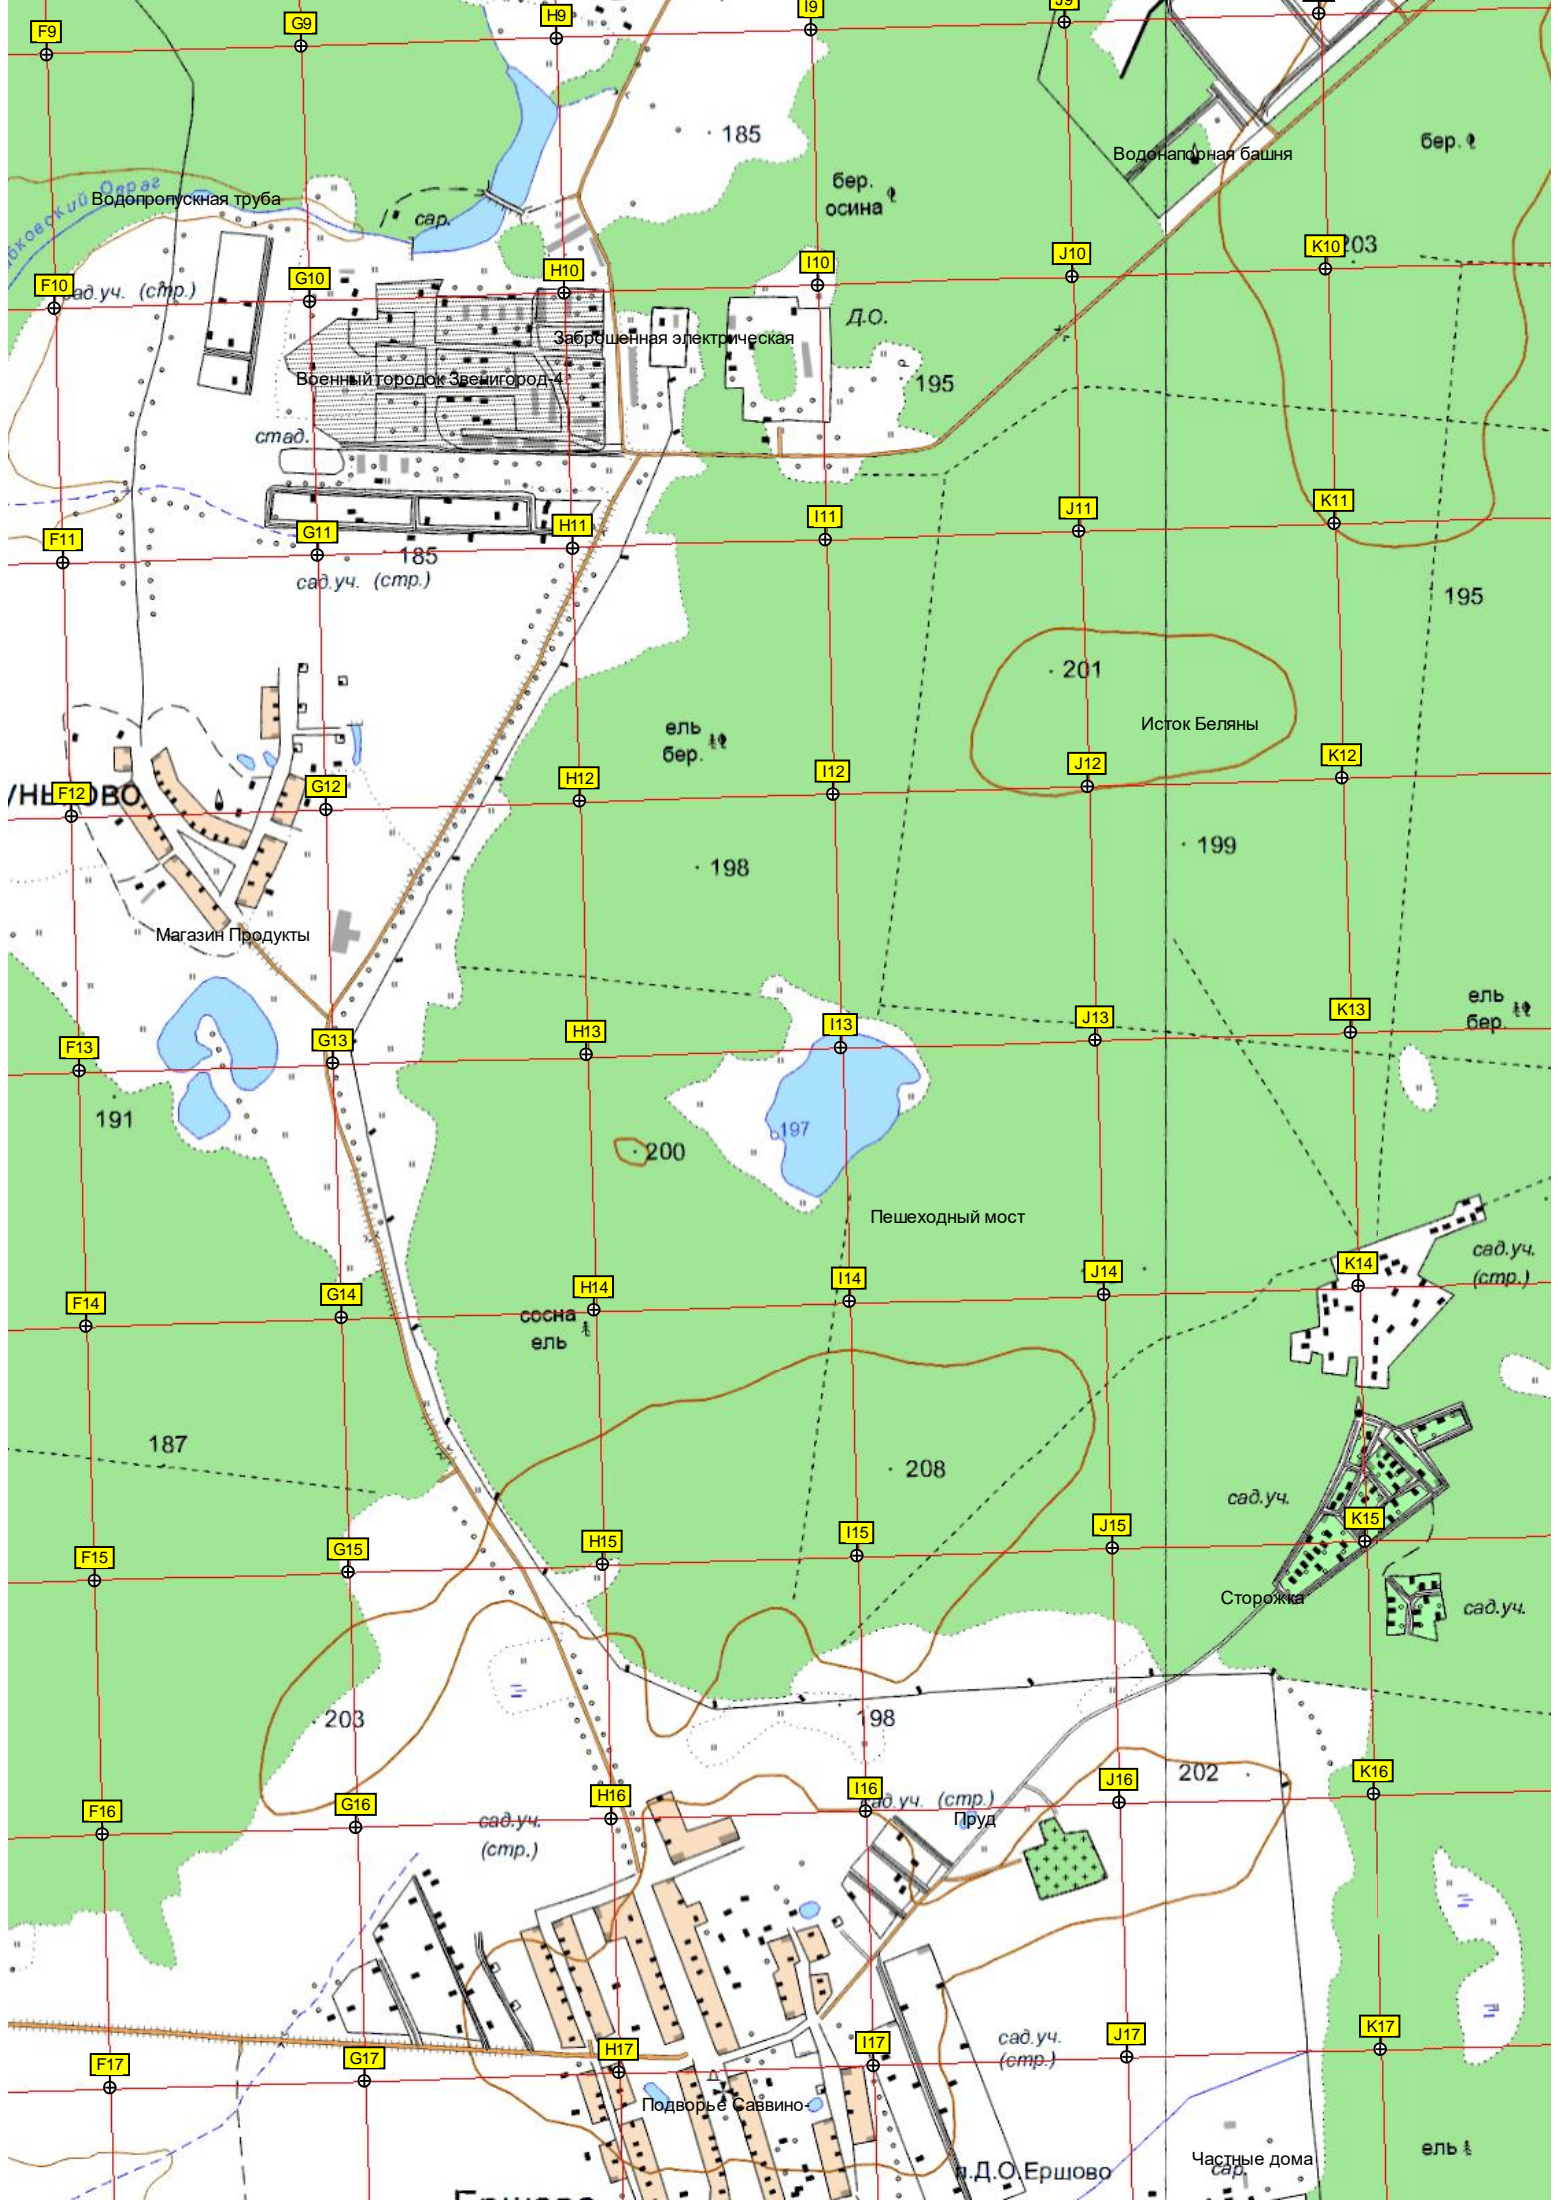 F9
G9
H9
I9
J9
185
Водонапорная башня
бер.
бер.
осина
Овраг
Водопропускная труба
сар.
203
F10
G10
H10
I10
J10
K10
сад.уч. (стр.)
Д.О.
Заброшенная электрическая
Военный городок Звенигород-4
195
стад.
F11
G11
H11
I11
J11
K11
185
сад.уч. (стр.)
195
201
Исток Беляны
ель
бер.
F12
G12
H12
I12
J12
K12
198
199
Магазин Продукты
ель
бер.
F13
G13
H13
I13
J13
K13
191
197
200
Пешеходный мост
сад.уч.
(стр.)
F14
G14
H14
I14
J14
K14
сосна
ель
187
208
сад.уч.
F15
G15
H15
I15
J15
K15
Сторожка
сад.уч.
203
198
202
F16
G16
H16
I16
J16
K16
сад.уч. (стр.)
Пруд
сад.уч.
(стр.)
F17
G17
H17
I17
J17
K17
сад.уч.
(стр.)
Подворье Саввино-
ель
Частные дома
сар.
п.Д.О.Ершово
Ершово